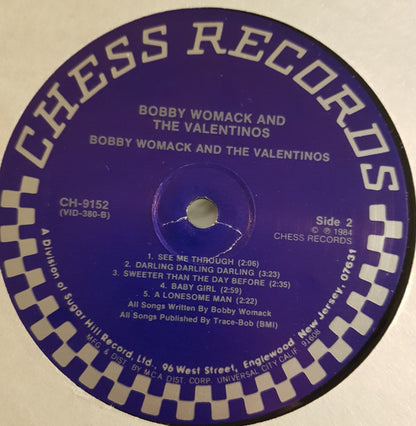 CHESS RECORDS
BOBBY WOMACK AND
THE VALENTINOS
BOBBY WOMACK AND THE VALENTINOS
CH-9152
(VID-380-B)
Side 2
© ℗ 1984
CHESS RECORDS
1. SEE ME THROUGH (2:06)
2. DARLING DARLING DARLING (3:23)
3. SWEETER THAN THE DAY BEFORE (2:35)
4. BABY GIRL (2:59)
5. A LONESOME MAN (2:22)
All Songs Written By Bobby Womack
All Songs Published By Trace-Bob (BMI)
A Division of Sugar Hill Record, Ltd., 96 West Street, Englewood New Jersey, 07631
MFG. & DIST. BY M.C.A. DIST. CORP. UNIVERSAL CITY CALIF. 91608